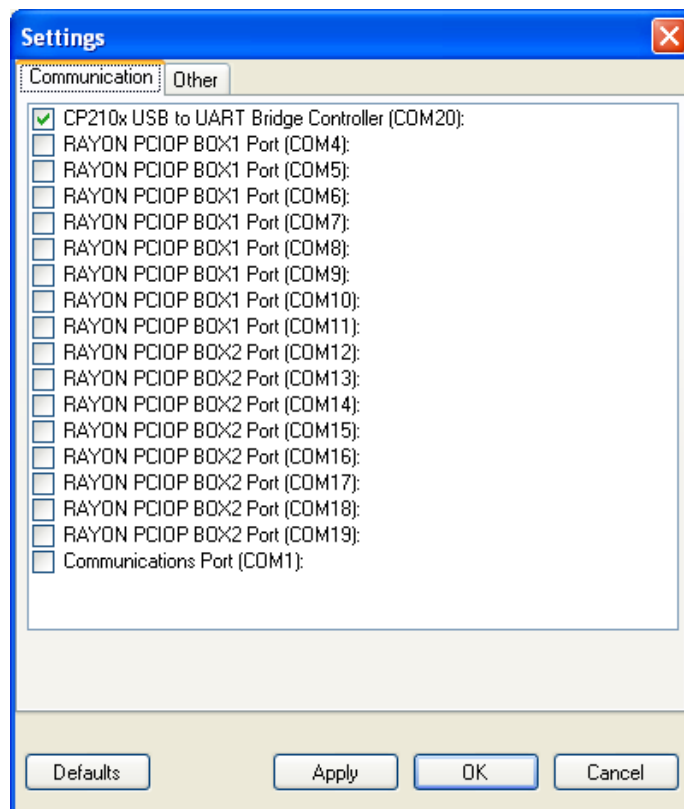 Settings
Communication Other
CP210x USB to UART Bridge Controller (COM20):
RAYON PCIOP BOX1 Port (COM4):
RAYON PCIOP BOX1 Port (COM5):
RAYON PCIOP BOX1 Port (COM6):
RAYON PCIOP BOX1 Port (COM7):
RAYON PCIOP BOX1 Port (COM8):
RAYON PCIOP BOX1 Port (COM9):
RAYON PCIOP BOX1 Port (COM10):
RAYON PCIOP BOX1 Port (COM11):
RAYON PCIOP BOX2 Port (COM12):
RAYON PCIOP BOX2 Port (COM13):
RAYON PCIOP BOX2 Port (COM14):
RAYON PCIOP BOX2 Port (COM15):
RAYON PCIOP BOX2 Port (COM16):
RAYON PCIOP BOX2 Port (COM17):
RAYON PCIOP BOX2 Port (COM18):
RAYON PCIOP BOX2 Port (COM19):
Communications Port (COM1):
Defaults Apply OK Cancel